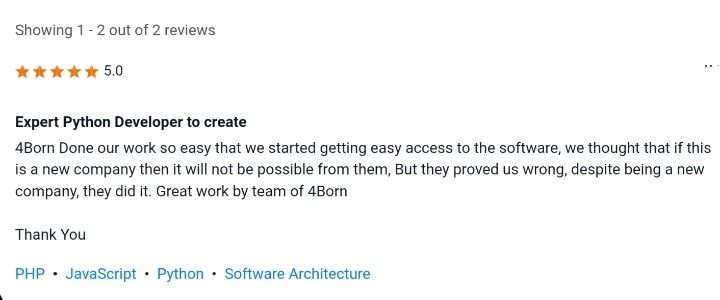 Showing 1 - 2 out of 2 reviews
5.0
Expert Python Developer to create
4Born Done our work so easy that we started getting easy access to the software, we thought that if this
is a new company then it will not be possible from them, But they proved us wrong, despite being a new
company, they did it. Great work by team of 4Born
Thank You
PHP • JavaScript • Python • Software Architecture